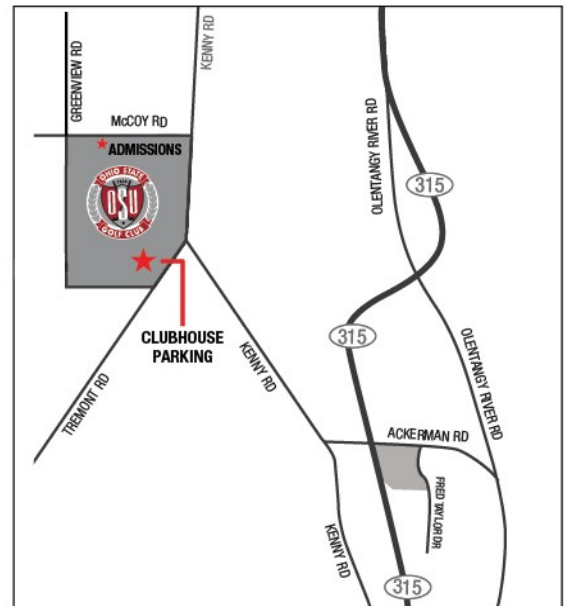 GREENVIEW RD
KENNY RD
McCOY RD
ADMISSIONS
OHIO STATE
OSU
GOLF CLUB
OLENTANGY RIVER RD
315
CLUBHOUSE
PARKING
315
TREMONT RD
KENNY RD
OLENTANGY RIVER RD
ACKERMAN RD
FRED TAYLOR DR
KENNY RD
315